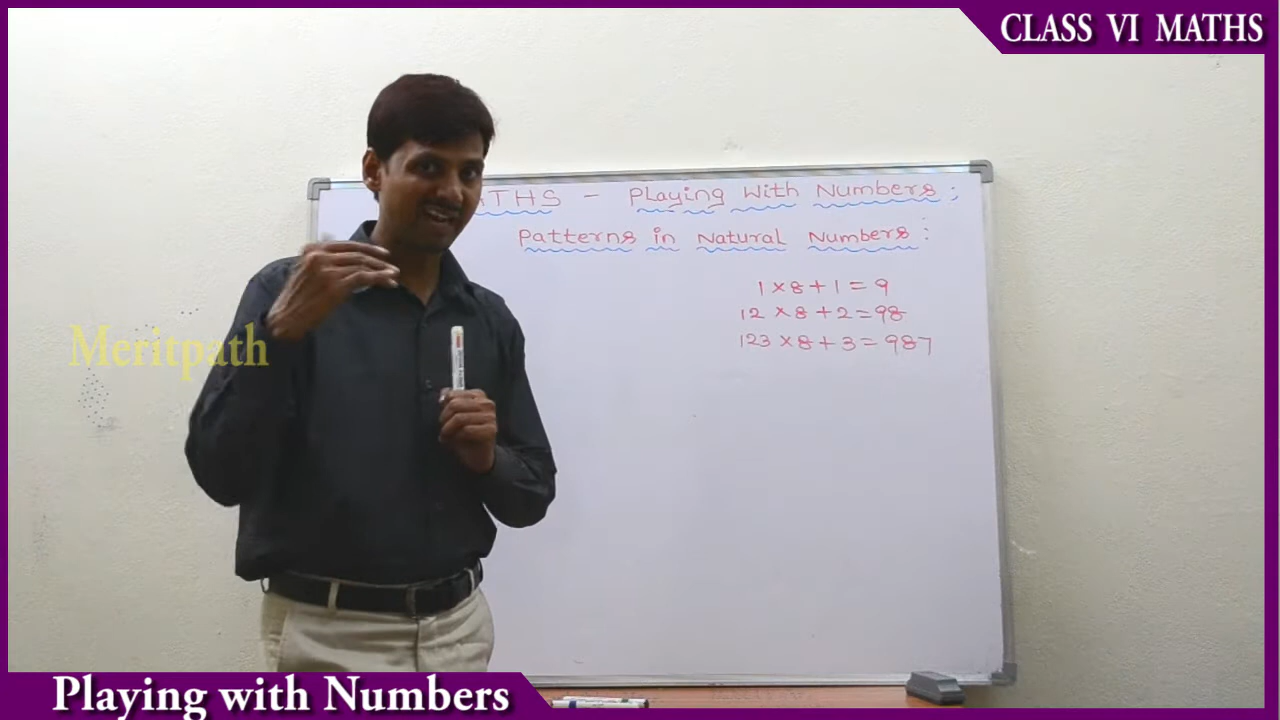 CLASS VI MATHS
THS - Playing with Numbers:
Patterns in Natural Numbers:
1 × 8 + 1 = 9
12 × 8 + 2 = 98
123 × 8 + 3 = 987
Meritpath
Playing with Numbers